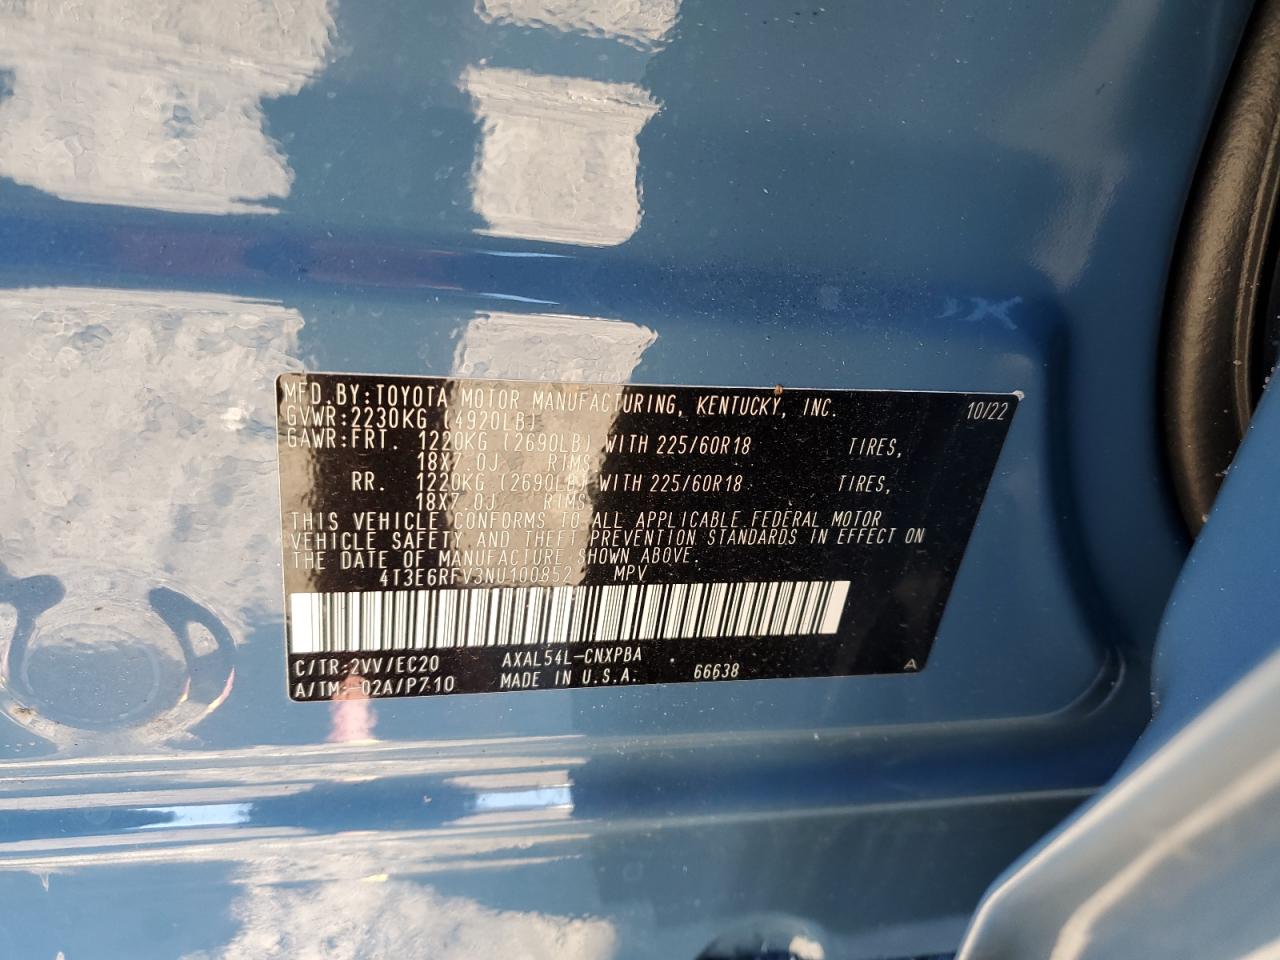 MFD.BY:TOYOTA MOTOR MANUFACTURING, KENTUCKY, INC. 10/22
GVWR:2230KG (4920LB)
GAWR:FRT. 1220KG (2690LB) WITH 225/60R18 TIRES,
18X7.0J RIMS
RR. 1220KG (2690LB) WITH 225/60R18 TIRES,
18X7.0J RIMS
THIS VEHICLE CONFORMS TO ALL APPLICABLE FEDERAL MOTOR
VEHICLE SAFETY AND THEFT PREVENTION STANDARDS IN EFFECT ON
THE DATE OF MANUFACTURE SHOWN ABOVE.
4T3E6RFV3NU100852 MPV
C/TR:2VV/EC20 AXAL54L-CNXPBA
A/TM:-02A/P710 MADE IN U.S.A. 66638 A